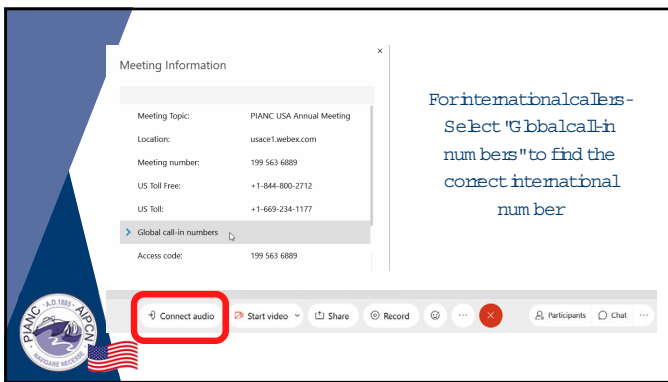 Meeting Information
×
Meeting Topic: PIANC USA Annual Meeting
Location: usace1.webex.com
Meeting number: 199 563 6889
US Toll Free: +1-844-800-2712
US Toll: +1-669-234-1177
Global call-in numbers
Access code: 199 563 6889
For international callers -
Select "Global call-in
numbers" to find the
correct international
number
Connect audio Start video Share Record Participants Chat ...
PIANC A.D. 1885 AIPCN
NAVIGARE NECESSE